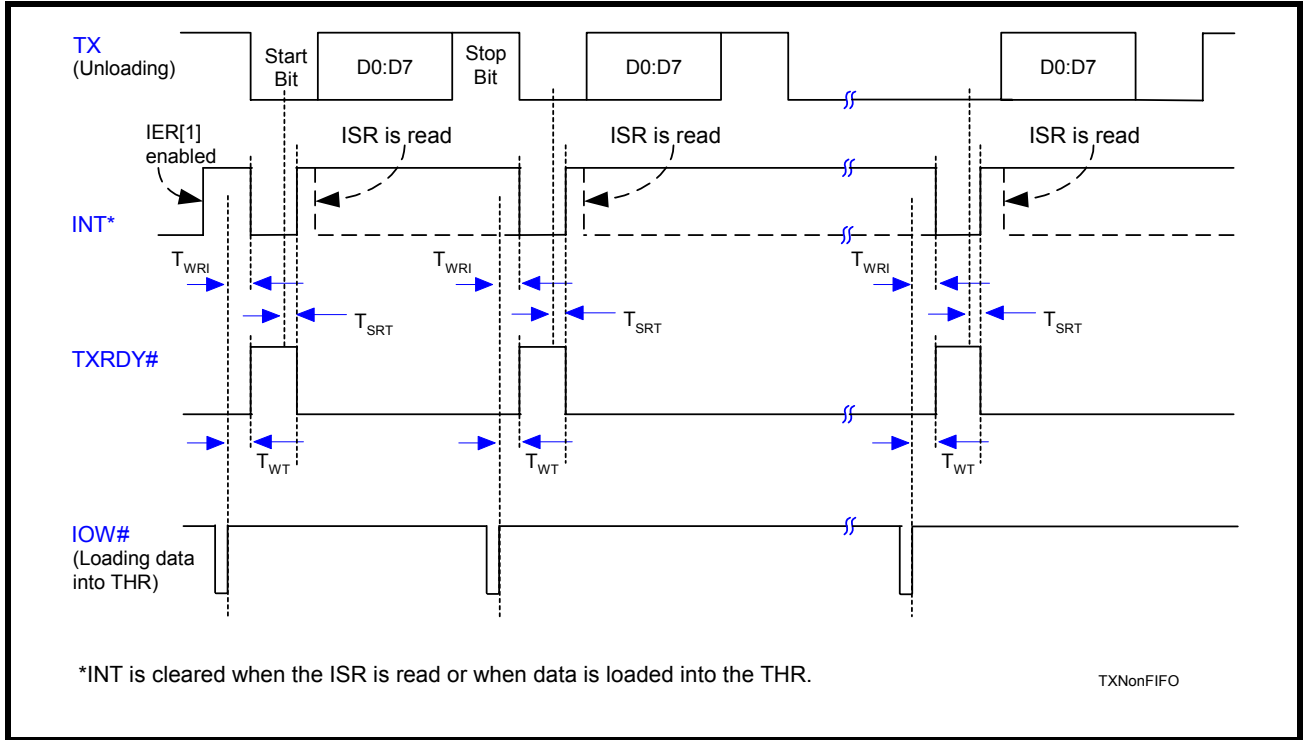 TX
(Unloading)
Start
Bit
D0:D7
Stop
Bit
D0:D7
D0:D7
IER[1]
enabled
ISR is read
ISR is read
ISR is read
INT*
TWRI
TWRI
TWRI
TSRT
TSRT
TSRT
TXRDY#
TWT
TWT
TWT
IOW#
(Loading data
into THR)
*INT is cleared when the ISR is read or when data is loaded into the THR.
TXNonFIFO